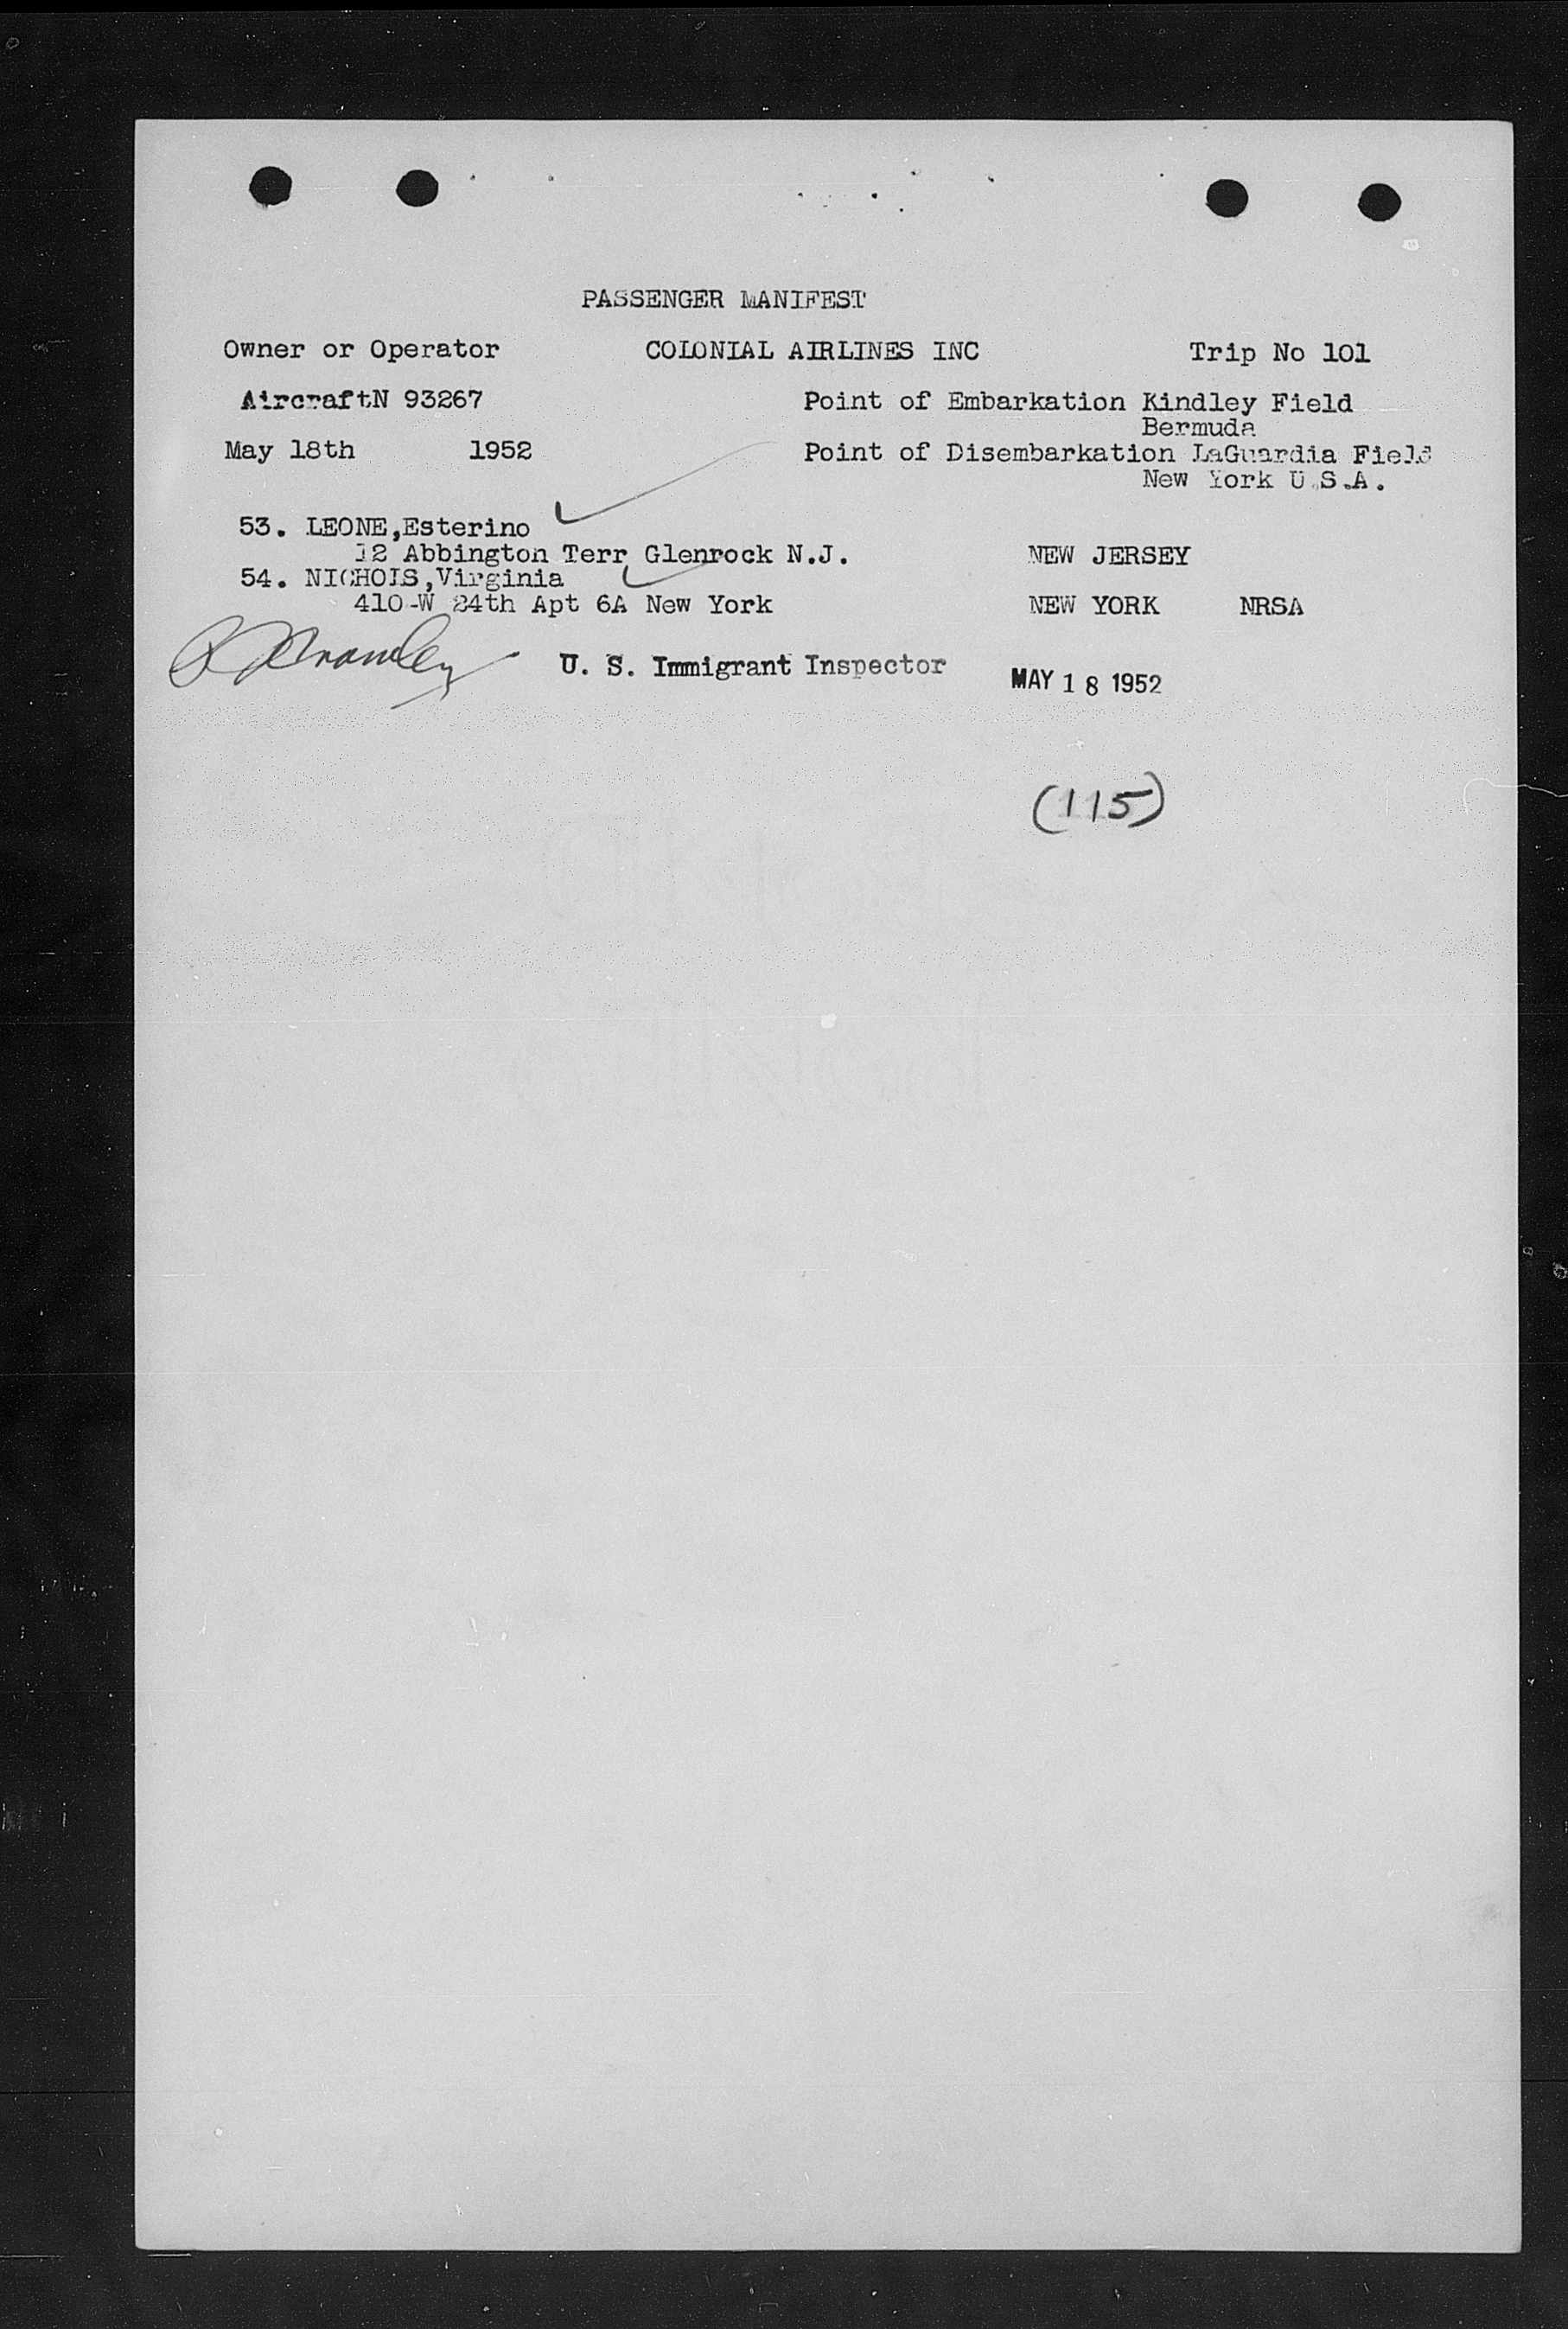 PASSENGER MANIFEST
Owner or Operator COLONIAL AIRLINES INC Trip No 101
AircraftN 93267 Point of Embarkation Kindley Field
Bermuda
May 18th 1952 Point of Disembarkation LaGuardia Field
New York U.S.A.
53. LEONE,Esterino
12 Abbington Terr Glenrock N.J. NEW JERSEY
54. NICHOLS,Virginia
410-W 24th Apt 6A New York NEW YORK NRSA
U. S. Immigrant Inspector MAY 18 1952
(115)